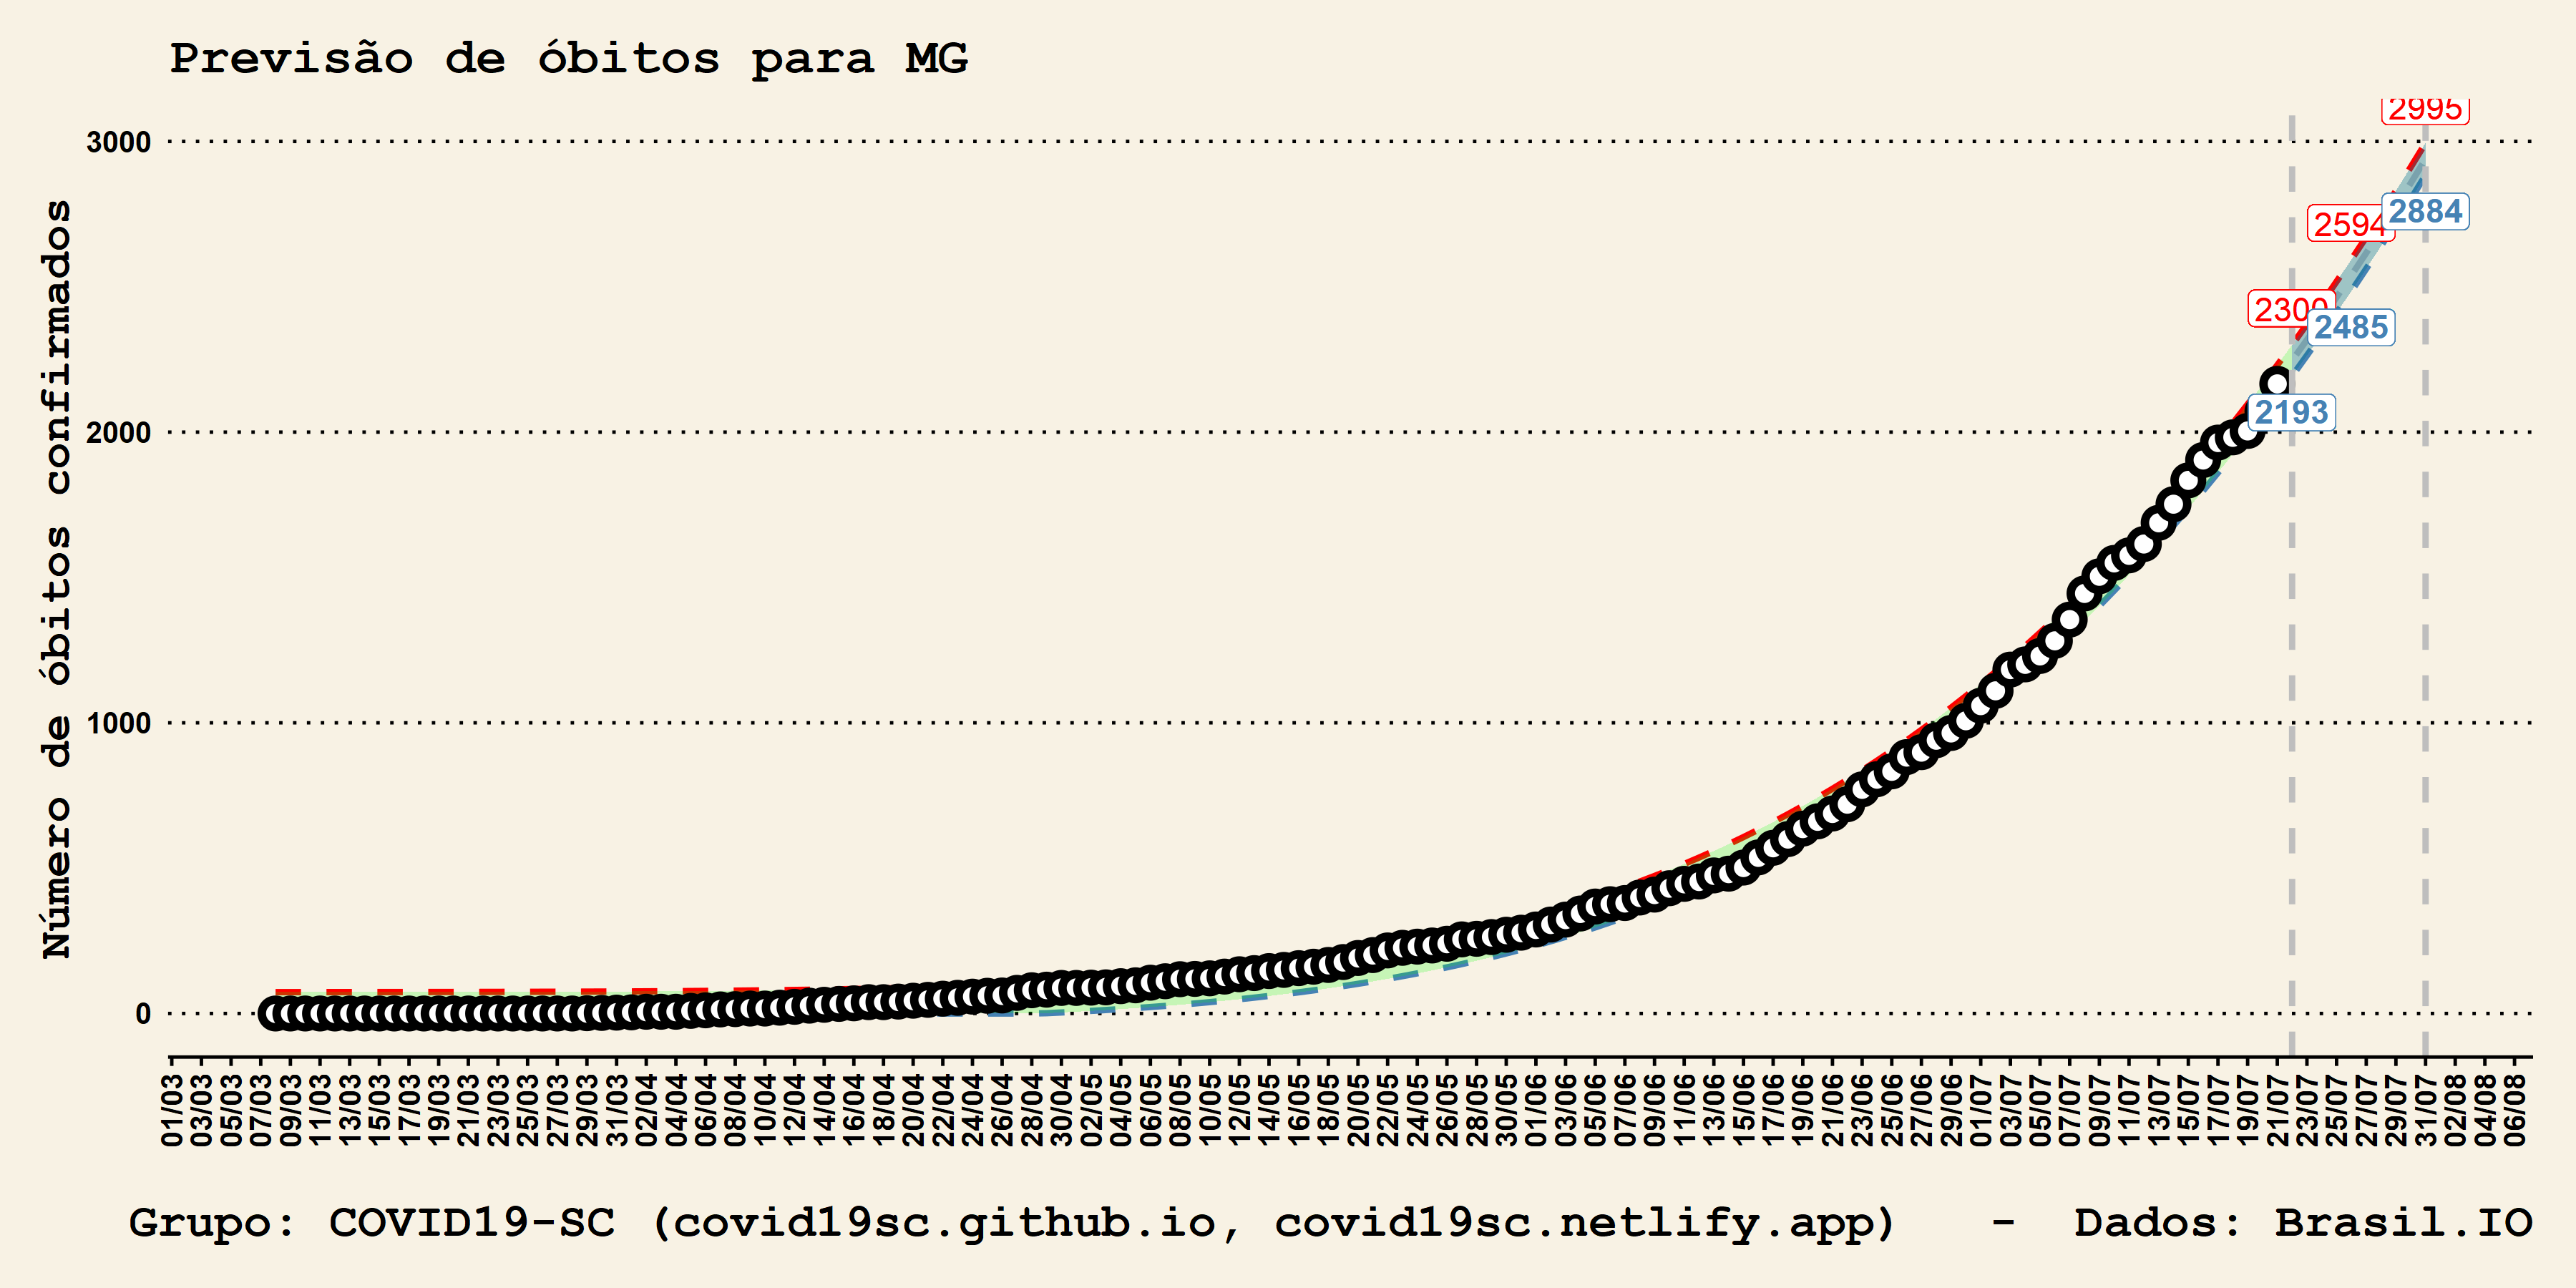 Previsão de óbitos para MG
Número de óbitos confirmados
3000
2000
1000
0
2995
2594
2884
2300
2485
2193
01/03 03/03 05/03 07/03 09/03 11/03 13/03 15/03 17/03 19/03 21/03 23/03 25/03 27/03 29/03 31/03 02/04 04/04 06/04 08/04 10/04 12/04 14/04 16/04 18/04 20/04 22/04 24/04 26/04 28/04 30/04 02/05 04/05 06/05 08/05 10/05 12/05 14/05 16/05 18/05 20/05 22/05 24/05 26/05 28/05 30/05 01/06 03/06 05/06 07/06 09/06 11/06 13/06 15/06 17/06 19/06 21/06 23/06 25/06 27/06 29/06 01/07 03/07 05/07 07/07 09/07 11/07 13/07 15/07 17/07 19/07 21/07 23/07 25/07 27/07 29/07 31/07 02/08 04/08 06/08
Grupo: COVID19-SC (covid19sc.github.io, covid19sc.netlify.app) - Dados: Brasil.IO